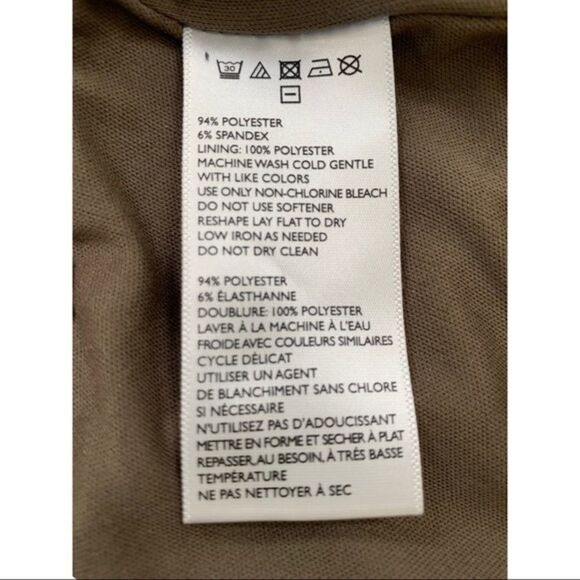 30
94% POLYESTER
6% SPANDEX
LINING: 100% POLYESTER
MACHINE WASH COLD GENTLE
WITH LIKE COLORS
USE ONLY NON-CHLORINE BLEACH
DO NOT USE SOFTENER
RESHAPE LAY FLAT TO DRY
LOW IRON AS NEEDED
DO NOT DRY CLEAN
94% POLYESTER
6% ÉLASTHANNE
DOUBLURE: 100% POLYESTER
LAVER À LA MACHINE À L'EAU
FROIDE AVEC COULEURS SIMILAIRES
CYCLE DÉLICAT
UTILISER UN AGENT
DE BLANCHIMENT SANS CHLORE
SI NÉCESSAIRE
N'UTILISEZ PAS D'ADOUCISSANT
METTRE EN FORME ET SECHER À PLAT
REPASSER,AU BESOIN, À TRÈS BASSE
TEMPÉRATURE
NE PAS NETTOYER À SEC